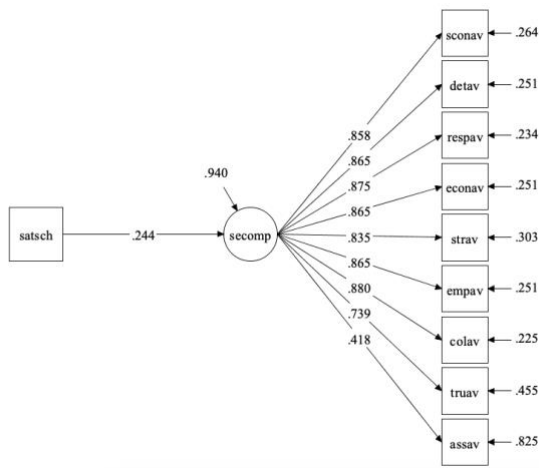 sconav .264
detav .251
.858
respav .234
.865
.940
.875
econav .251
.865
satsch .244 secomp .835 strav .303
.865
empav .251
.880
.739
colav .225
.418
truav .455
assav .825